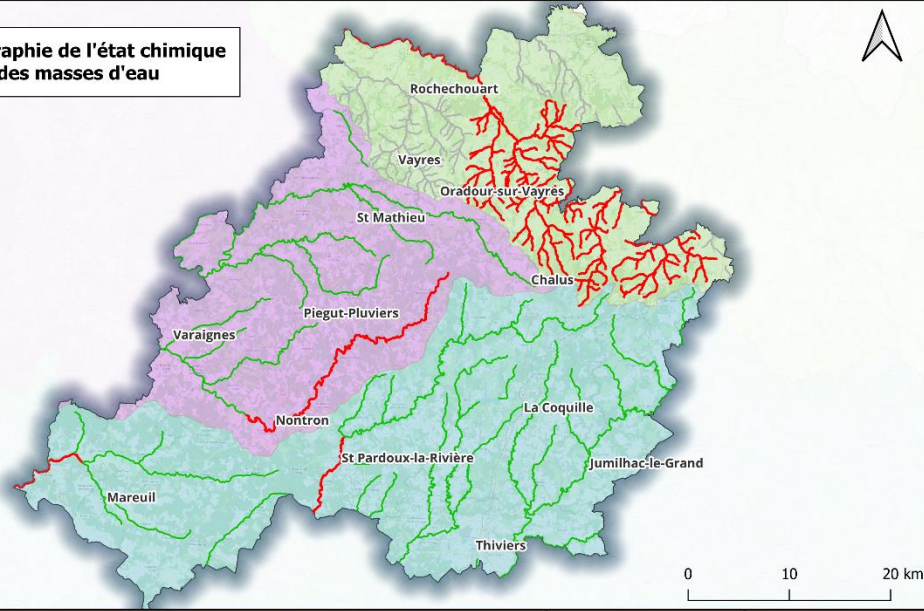 raphie de l'état chimique
des masses d'eau
Rochechouart
Vayres
Oradour-sur-Vayres
St Mathieu
Chalus
Piegut-Pluviers
Varaignes
La Coquille
Nontron
St Pardoux-la-Rivière
Jumilhac-le-Grand
Mareuil
Thiviers
0 10 20 km